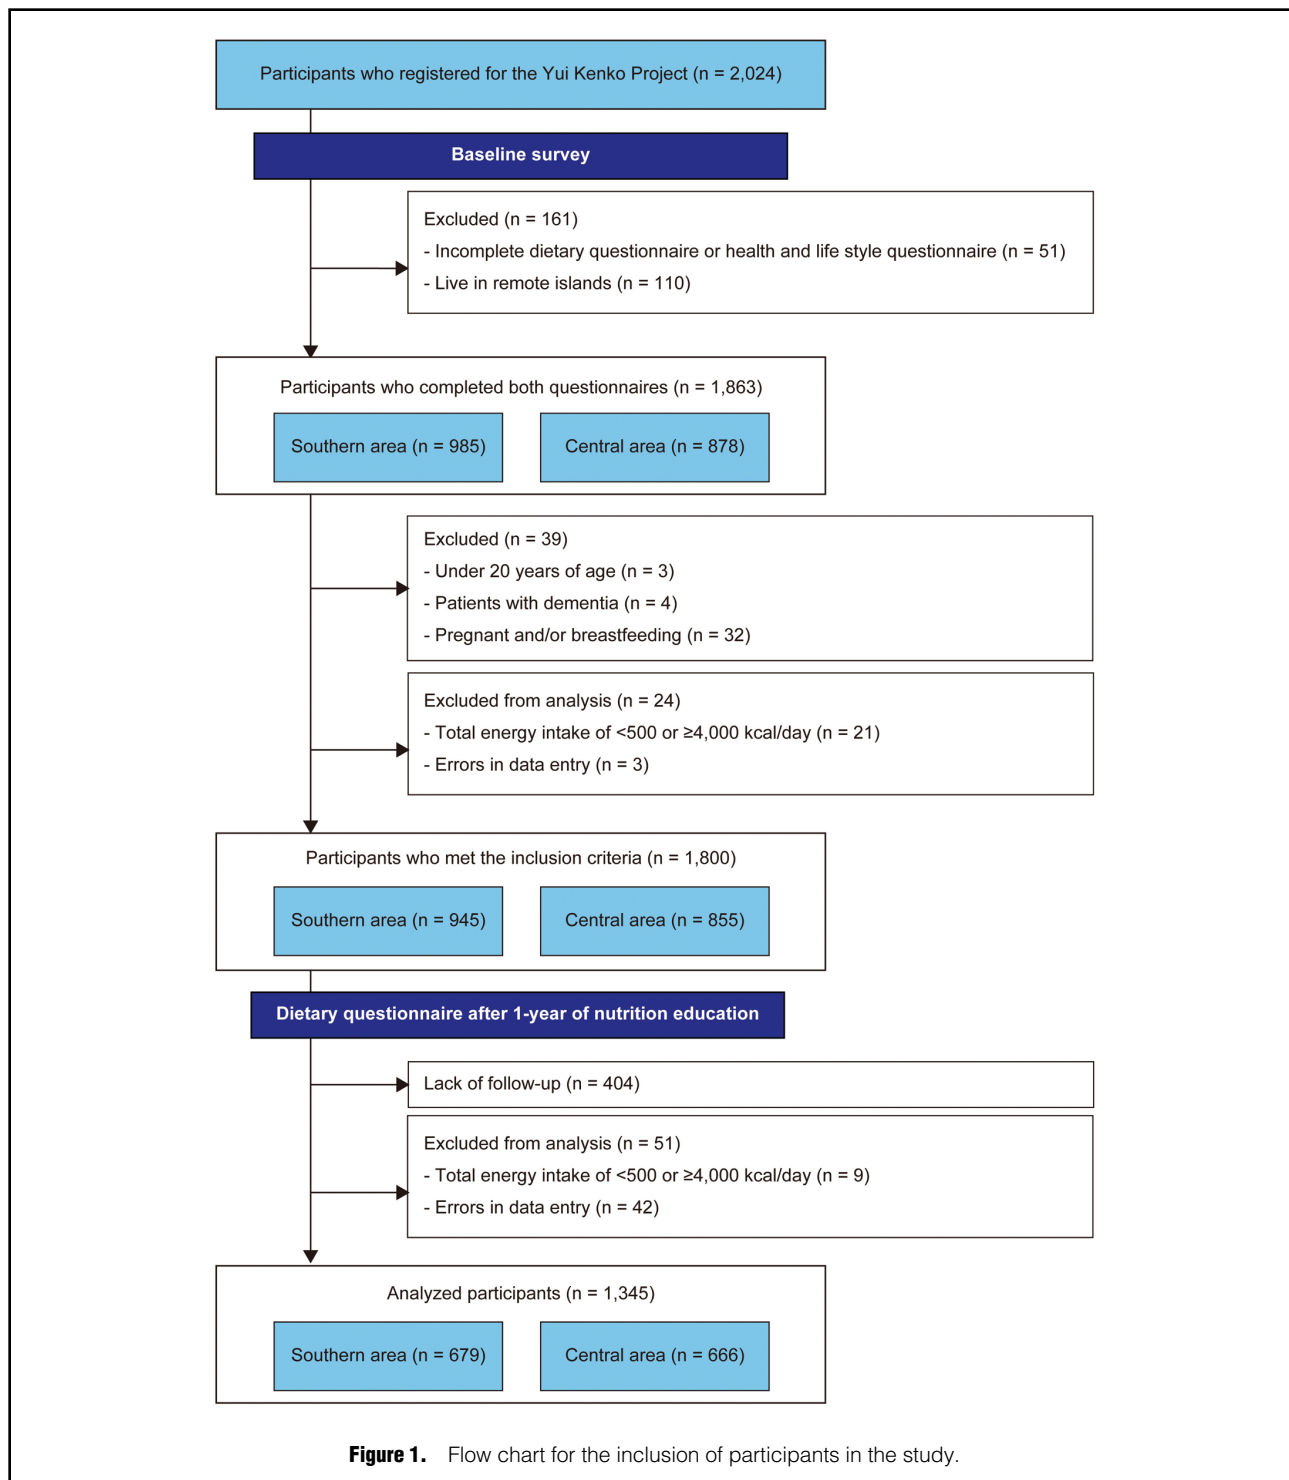 Participants who registered for the Yui Kenko Project (n = 2,024)
Baseline survey
Excluded (n = 161)
- Incomplete dietary questionnaire or health and life style questionnaire (n = 51)
- Live in remote islands (n = 110)
Participants who completed both questionnaires (n = 1,863)
Southern area (n = 985)
Central area (n = 878)
Excluded (n = 39)
- Under 20 years of age (n = 3)
- Patients with dementia (n = 4)
- Pregnant and/or breastfeeding (n = 32)
Excluded from analysis (n = 24)
- Total energy intake of <500 or ≥4,000 kcal/day (n = 21)
- Errors in data entry (n = 3)
Participants who met the inclusion criteria (n = 1,800)
Southern area (n = 945)
Central area (n = 855)
Dietary questionnaire after 1-year of nutrition education
Lack of follow-up (n = 404)
Excluded from analysis (n = 51)
- Total energy intake of <500 or ≥4,000 kcal/day (n = 9)
- Errors in data entry (n = 42)
Analyzed participants (n = 1,345)
Southern area (n = 679)
Central area (n = 666)
Figure 1. Flow chart for the inclusion of participants in the study.